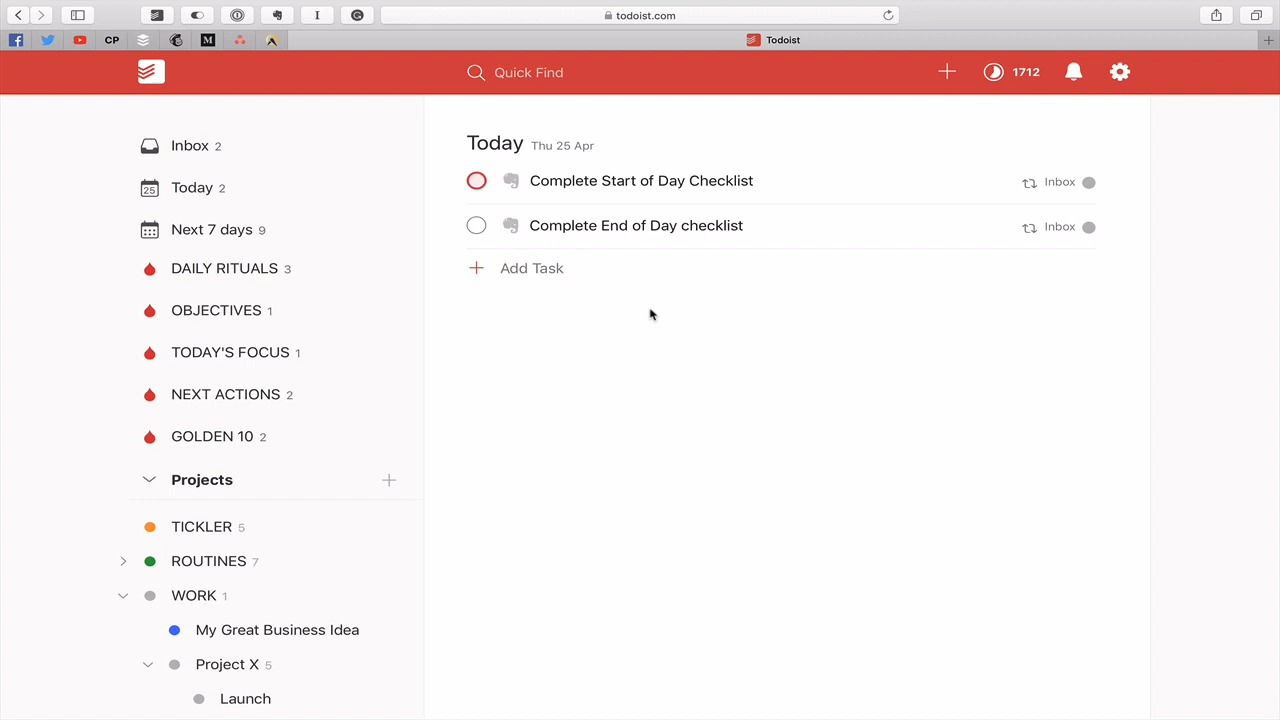 todoist.com
CP
M
Todoist
Quick Find
1712
Inbox 2
25 Today 2
Next 7 days 9
DAILY RITUALS 3
OBJECTIVES 1
TODAY'S FOCUS 1
NEXT ACTIONS 2
GOLDEN 10 2
Projects
TICKLER 5
ROUTINES 7
WORK 1
My Great Business Idea
Project X 5
Launch
Today Thu 25 Apr
Complete Start of Day Checklist Inbox
Complete End of Day checklist Inbox
Add Task